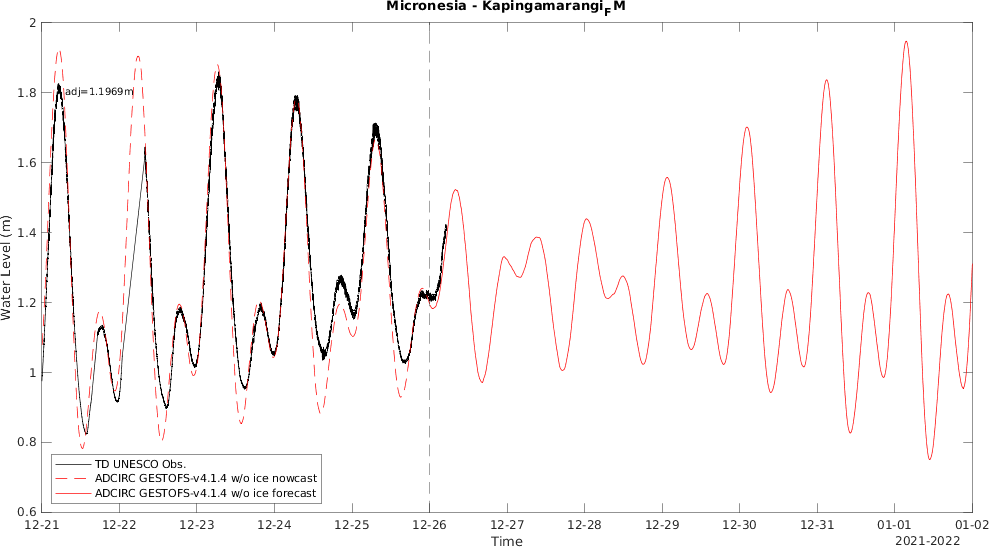 Micronesia - Kapingamarangi_FM
2
1.8
1.6
1.4
1.2
1
0.8
0.6
Water Level (m)
adj=1.1969m
TD UNESCO Obs.
ADCIRC GESTOFS-v4.1.4 w/o ice nowcast
ADCIRC GESTOFS-v4.1.4 w/o ice forecast
12-21 12-22 12-23 12-24 12-25 12-26 12-27 12-28 12-29 12-30 12-31 01-01 01-02
Time
2021-2022